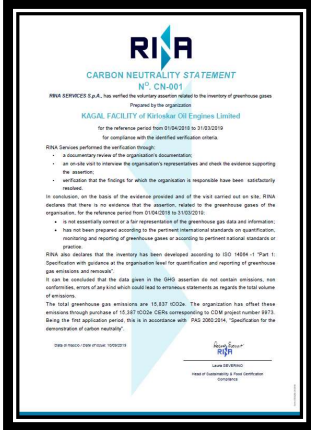 RINA
CARBON NEUTRALITY STATEMENT
N°. CN-001
RINA SERVICES S.p.A., has verified the voluntary assertion related to the inventory of greenhouse gases
Prepared by the organization
KAGAL FACILITY of Kirloskar Oil Engines Limited
for the reference period from 01/04/2018 to 31/03/2019
for compliance with the identified verification criteria.
RINA Services performed the verification through:
- a documentary review of the organisation's documentation;
- an on-site visit to interview the organisation's representatives and check the evidence supporting
the assertion;
- verification that the findings for which the organisation is responsible have been satisfactorily
resolved.
In conclusion, on the basis of the evidence provided and of the visit carried out on site, RINA
declares that there is no evidence that the assertion, related to the greenhouse gases of the
organisation, for the reference period from 01/04/2018 to 31/03/2019:
- is not essentially correct or a fair representation of the greenhouse gas data and information;
- has not been prepared according to the pertinent international standards on quantification,
monitoring and reporting of greenhouse gases or according to pertinent national standards or
practice.
RINA also declares that the inventory has been developed according to ISO 14064 -1 "Part 1:
Specification with guidance at the organisation level for quantification and reporting of greenhouse
gas emissions and removals".
It can be concluded that the data given in the GHG assertion do not contain omissions, non
conformities, errors of any kind which could lead to erroneous statements as regards the total volume
of emissions.
The total greenhouse gas emissions are 15,837 tCO2e. The organization has offset these
emissions through purchase of 15,397 tCO2e CERs corresponding to CDM project number 9973.
Being the first application period, this is in accordance with PAS 2060:2014, "Specification for the
demonstration of carbon neutrality".
RINA
Laura SEVERINO
Head of Sustainability & Food Certification
Compliance